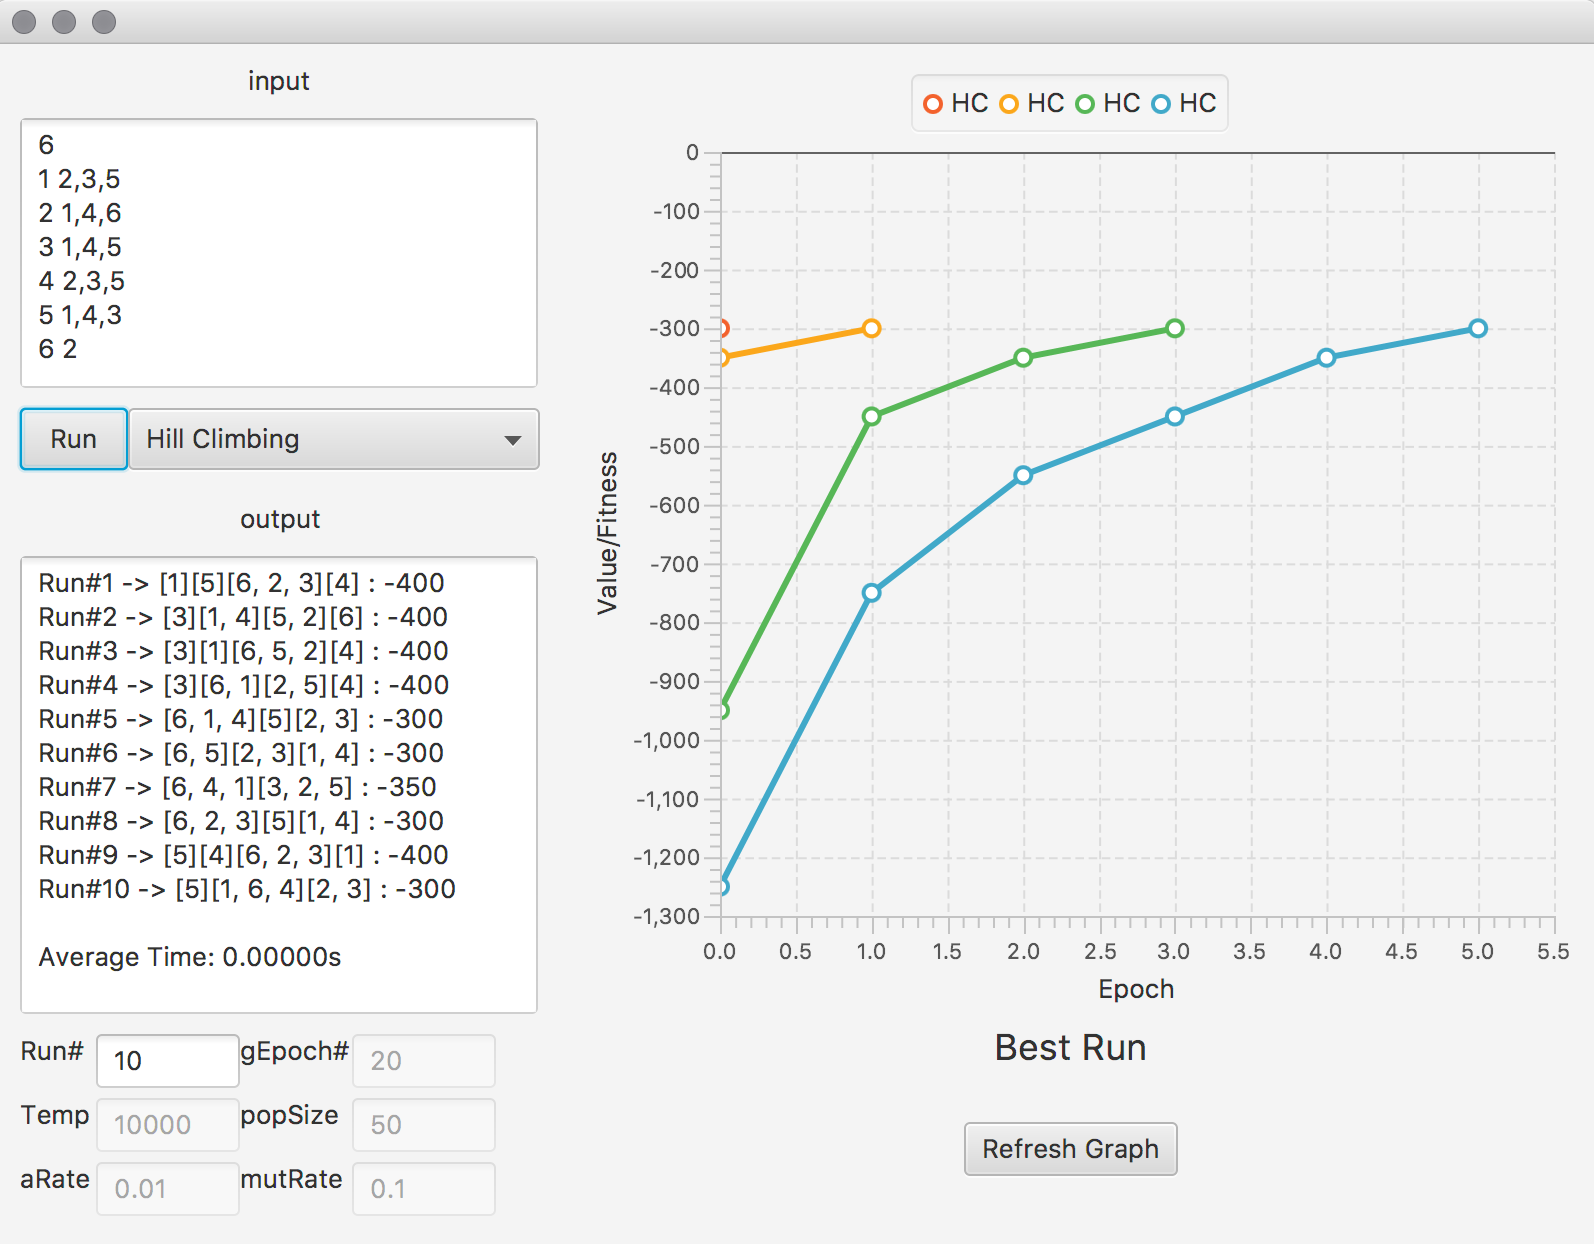 input
6
1 2,3,5
2 1,4,6
3 1,4,5
4 2,3,5
5 1,4,3
6 2
Run Hill Climbing
output
Run#1 -> [1][5][6, 2, 3][4] : -400
Run#2 -> [3][1, 4][5, 2][6] : -400
Run#3 -> [3][1][6, 5, 2][4] : -400
Run#4 -> [3][6, 1][2, 5][4] : -400
Run#5 -> [6, 1, 4][5][2, 3] : -300
Run#6 -> [6, 5][2, 3][1, 4] : -300
Run#7 -> [6, 4, 1][3, 2, 5] : -350
Run#8 -> [6, 2, 3][5][1, 4] : -300
Run#9 -> [5][4][6, 2, 3][1] : -400
Run#10 -> [5][1, 6, 4][2, 3] : -300
Average Time: 0.00000s
Run# 10 gEpoch# 20
Temp 10000 popSize 50
aRate 0.01 mutRate 0.1
HC HC HC HC
Value/Fitness
0
-100
-200
-300
-400
-500
-600
-700
-800
-900
-1,000
-1,100
-1,200
-1,300
0.0 0.5 1.0 1.5 2.0 2.5 3.0 3.5 4.0 4.5 5.0 5.5
Epoch
Best Run
Refresh Graph